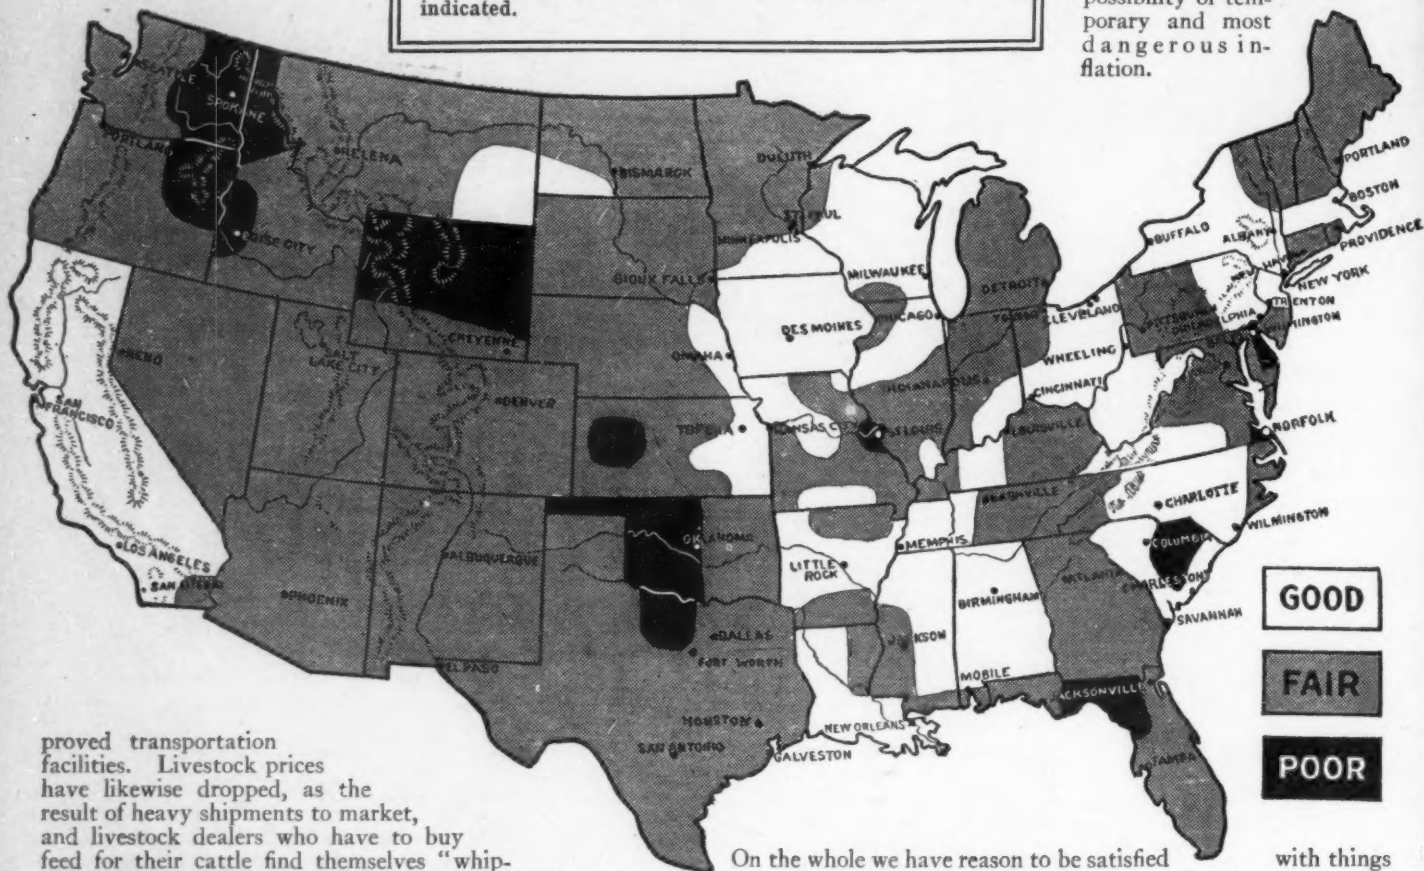 indicated.
porary and most
dangerous in-
flation.
SEATTLE
SPOKANE
PORTLAND
HELENA
BISMARCK
DULUTH
ST PAUL
MINNEAPOLIS
BOISE CITY
SIOUX FALLS
MILWAUKEE
DETROIT
BUFFALO
ALBANY
PORTLAND
BOSTON
PROVIDENCE
NEW YORK
TRENTON
WILMINGTON
PITTSBURGH
CLEVELAND
TOLEDO
CHICAGO
DES MOINES
OMAHA
CHEYENNE
SALT
LAKE CITY
RENO
SAN
FRANCISCO
DENVER
TOPEKA
KANSAS CITY
ST LOUIS
INDIANAPOLIS
WHEELING
CINCINNATI
LOUISVILLE
NORFOLK
NASHVILLE
CHARLOTTE
WILMINGTON
COLUMBIA
CHARLESTON
SAVANNAH
ATLANTA
BIRMINGHAM
MEMPHIS
LITTLE
ROCK
OKLAHOMA
ALBUQUERQUE
LOS ANGELES
PHOENIX
DALLAS
FORT WORTH
EL PASO
JACKSON
MOBILE
JACKSONVILLE
TAMPA
NEW ORLEANS
HOUSTON
SAN ANTONIO
GALVESTON
GOOD
FAIR
POOR
proved transportation
facilities. Livestock prices
have likewise dropped, as the
result of heavy shipments to market,
and livestock dealers who have to buy
feed for their cattle find themselves "whip-
On the whole we have reason to be satisfied with things